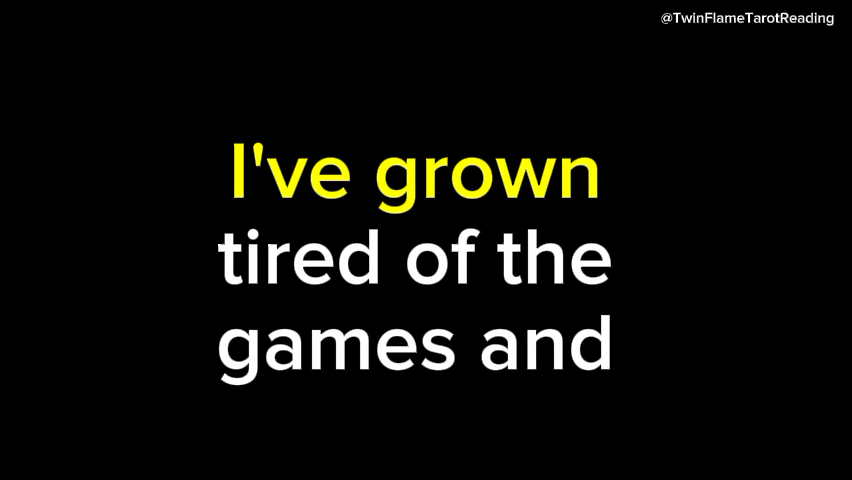 @TwinFlameTarotReading
I've grown
tired of the
games and